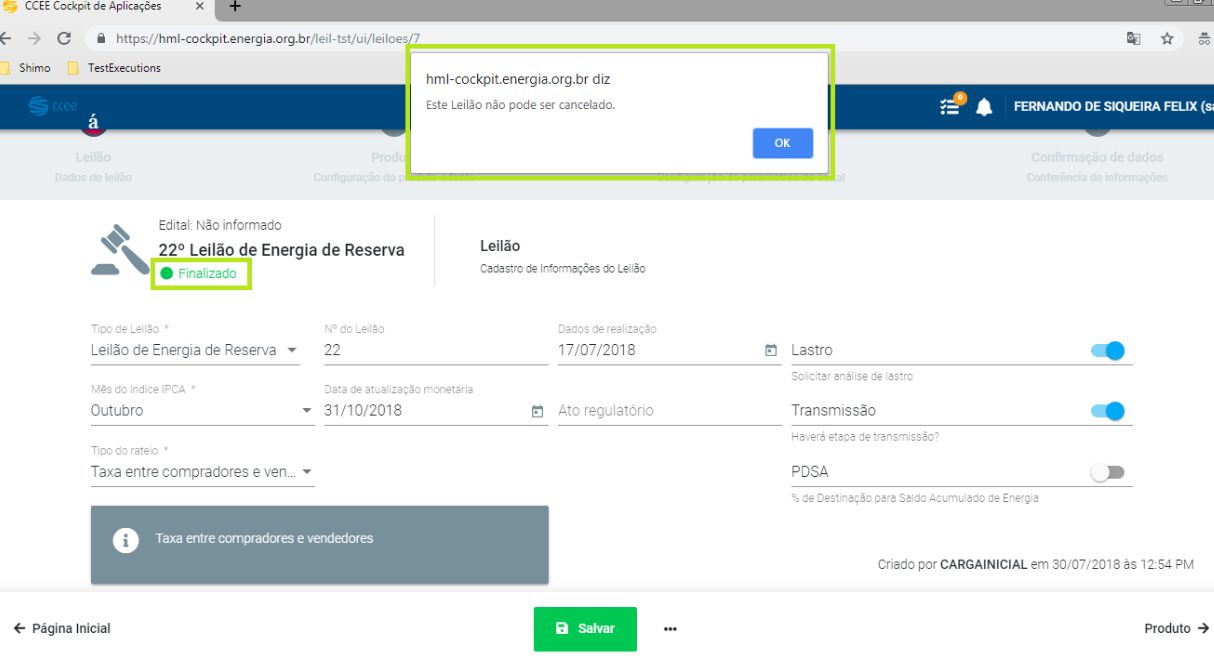 CCEE Cockpit de Aplicações
https://hml-cockpit.energia.org.br/leil-tst/ui/leiloes/7
Shimo TestExecutions
hml-cockpit.energia.org.br diz
Este Leilão não pode ser cancelado.
OK
ccee
á
0
FERNANDO DE SIQUEIRA FELIX (sa
Leilão
Dados do leilão
Produ
Configuração do
Confirmação de dados
Conferência de informações
Edital: Não informado
22º Leilão de Energia de Reserva
Finalizado
Leilão
Cadastro de Informações do Leilão
Tipo de Leilão *
Leilão de Energia de Reserva
Nº do Leilão
22
Dados de realização
17/07/2018
Lastro
Solicitar análise de lastro
Mês do índice IPCA *
Outubro
Data de atualização monetária
31/10/2018
Ato regulatório
Transmissão
Haverá etapa de transmissão?
Tipo do rateio *
Taxa entre compradores e ven...
PDSA
% de Destinação para Saldo Acumulado de Energia
Taxa entre compradores e vendedores
Criado por CARGAINICIAL em 30/07/2018 às 12:54 PM
Página Inicial
Salvar
Produto